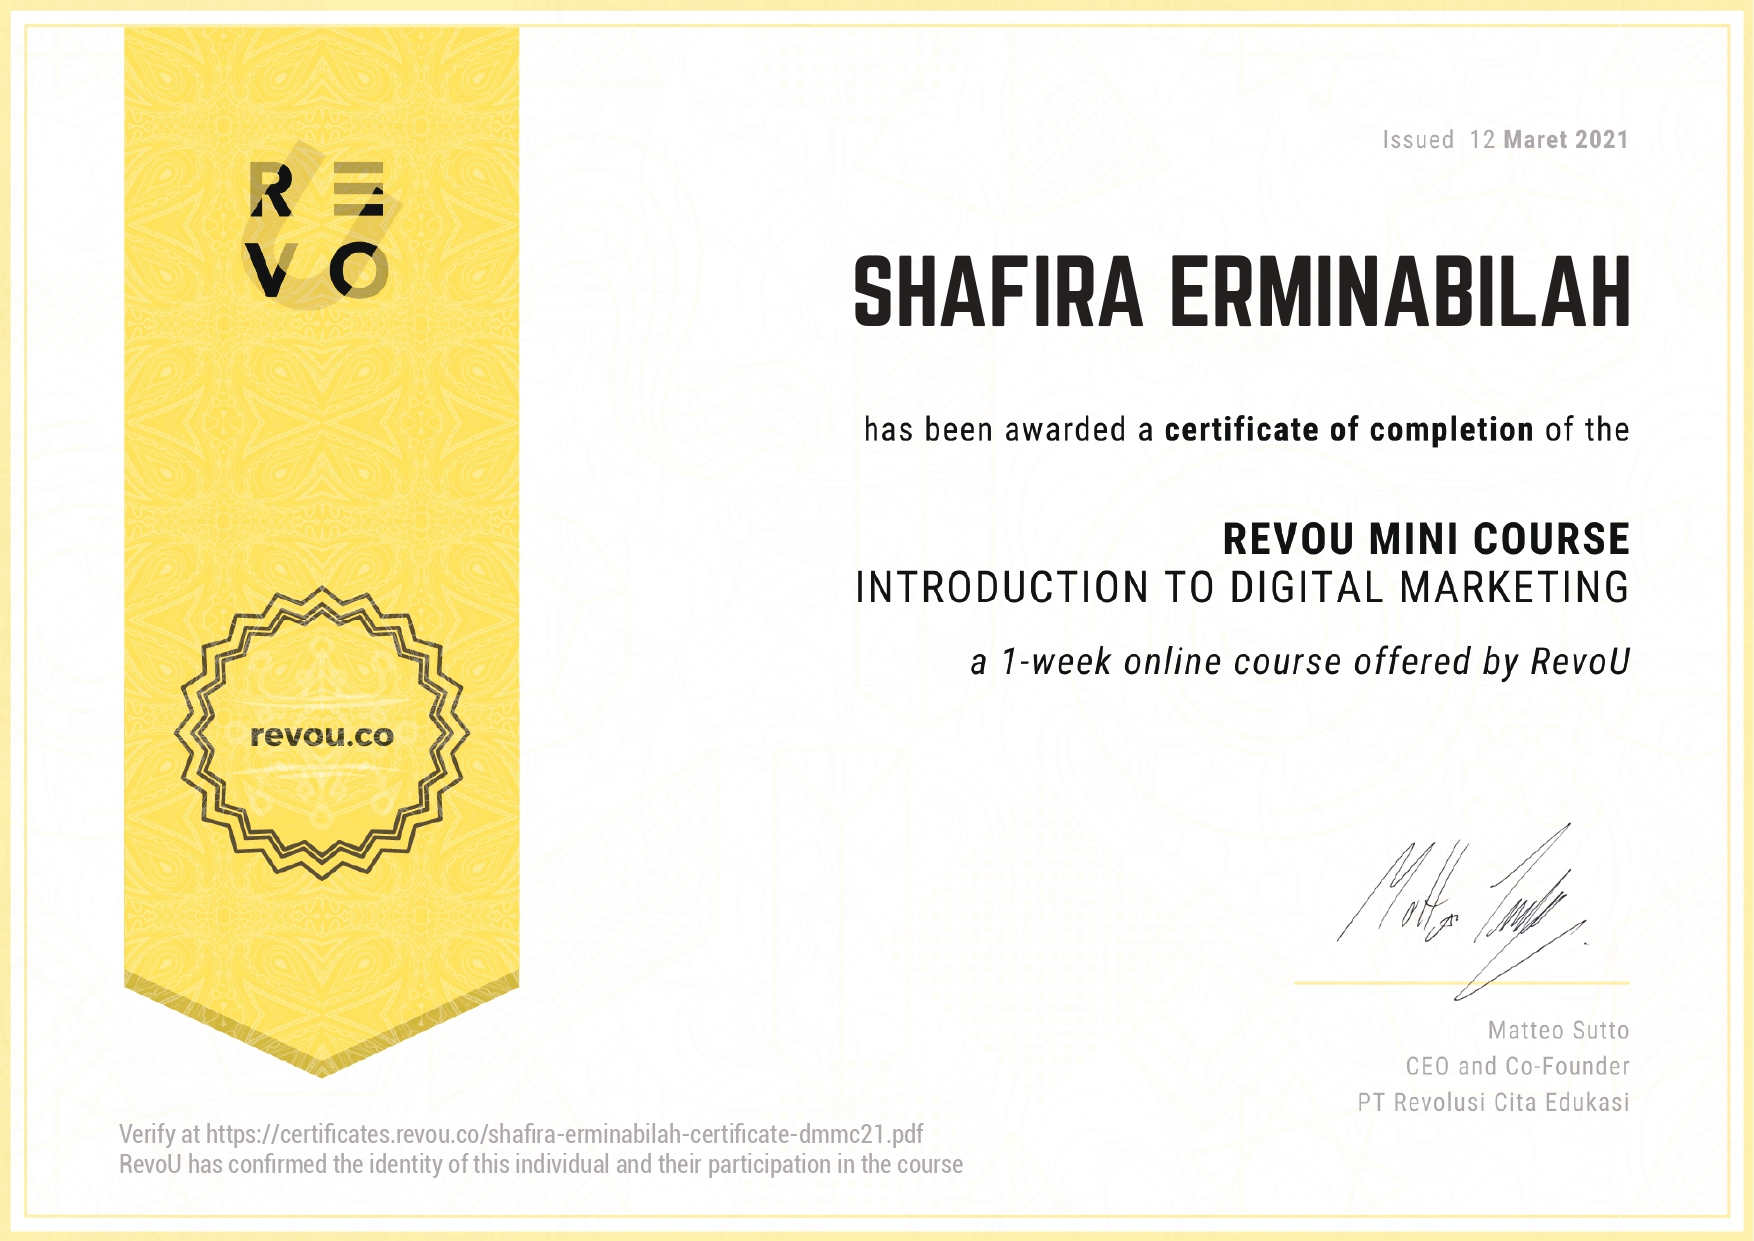 RE
VO
Issued 12 Maret 2021
SHAFIRA ERMINABILAH
has been awarded a certificate of completion of the
REVOU MINI COURSE
INTRODUCTION TO DIGITAL MARKETING
a 1-week online course offered by RevoU
revou.co
Matteo Sutto
CEO and Co-Founder
PT Revolusi Cita Edukasi
Verify at https://certificates.revou.co/shafira-erminabilah-certificate-dmmc21.pdf
RevoU has confirmed the identity of this individual and their participation in the course